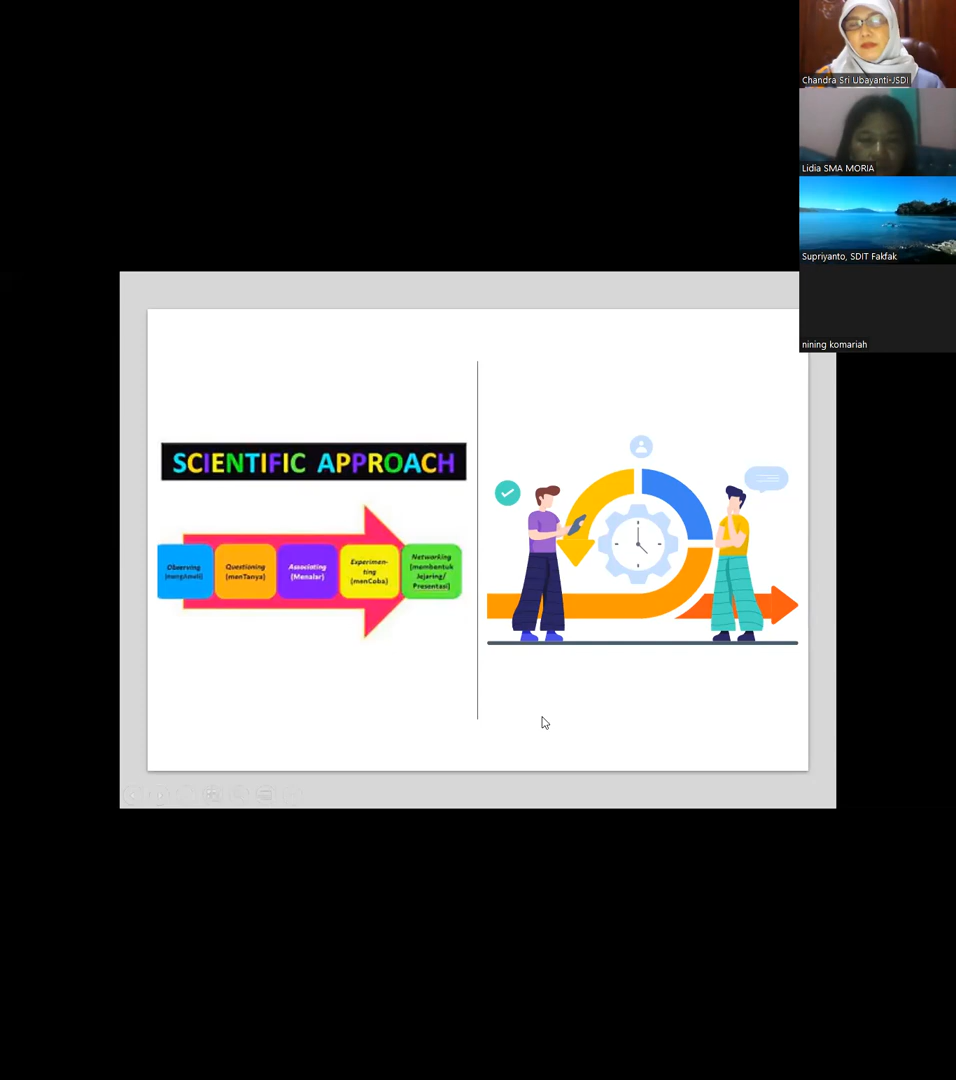 Chandra Sri Ubayanti-JSDI
Lidia SMA MORIA
Supriyanto, SDIT Fakfak
nining komariah
SCIENTIFIC APPROACH
Observing
(mengAmati)
Questioning
(menTanya)
Associating
(Menalar)
Experimen-
ting
(menCoba)
Networking
(membentuk
Jejaring/
Presentasi)